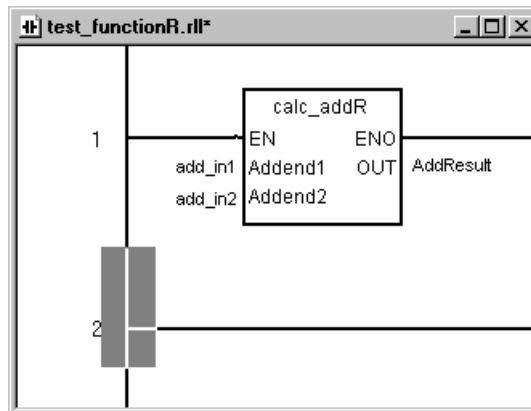 test_functionR.rll*
calc_addR
1
EN ENO
add_in1 Addend1 OUT AddResult
add_in2 Addend2
2